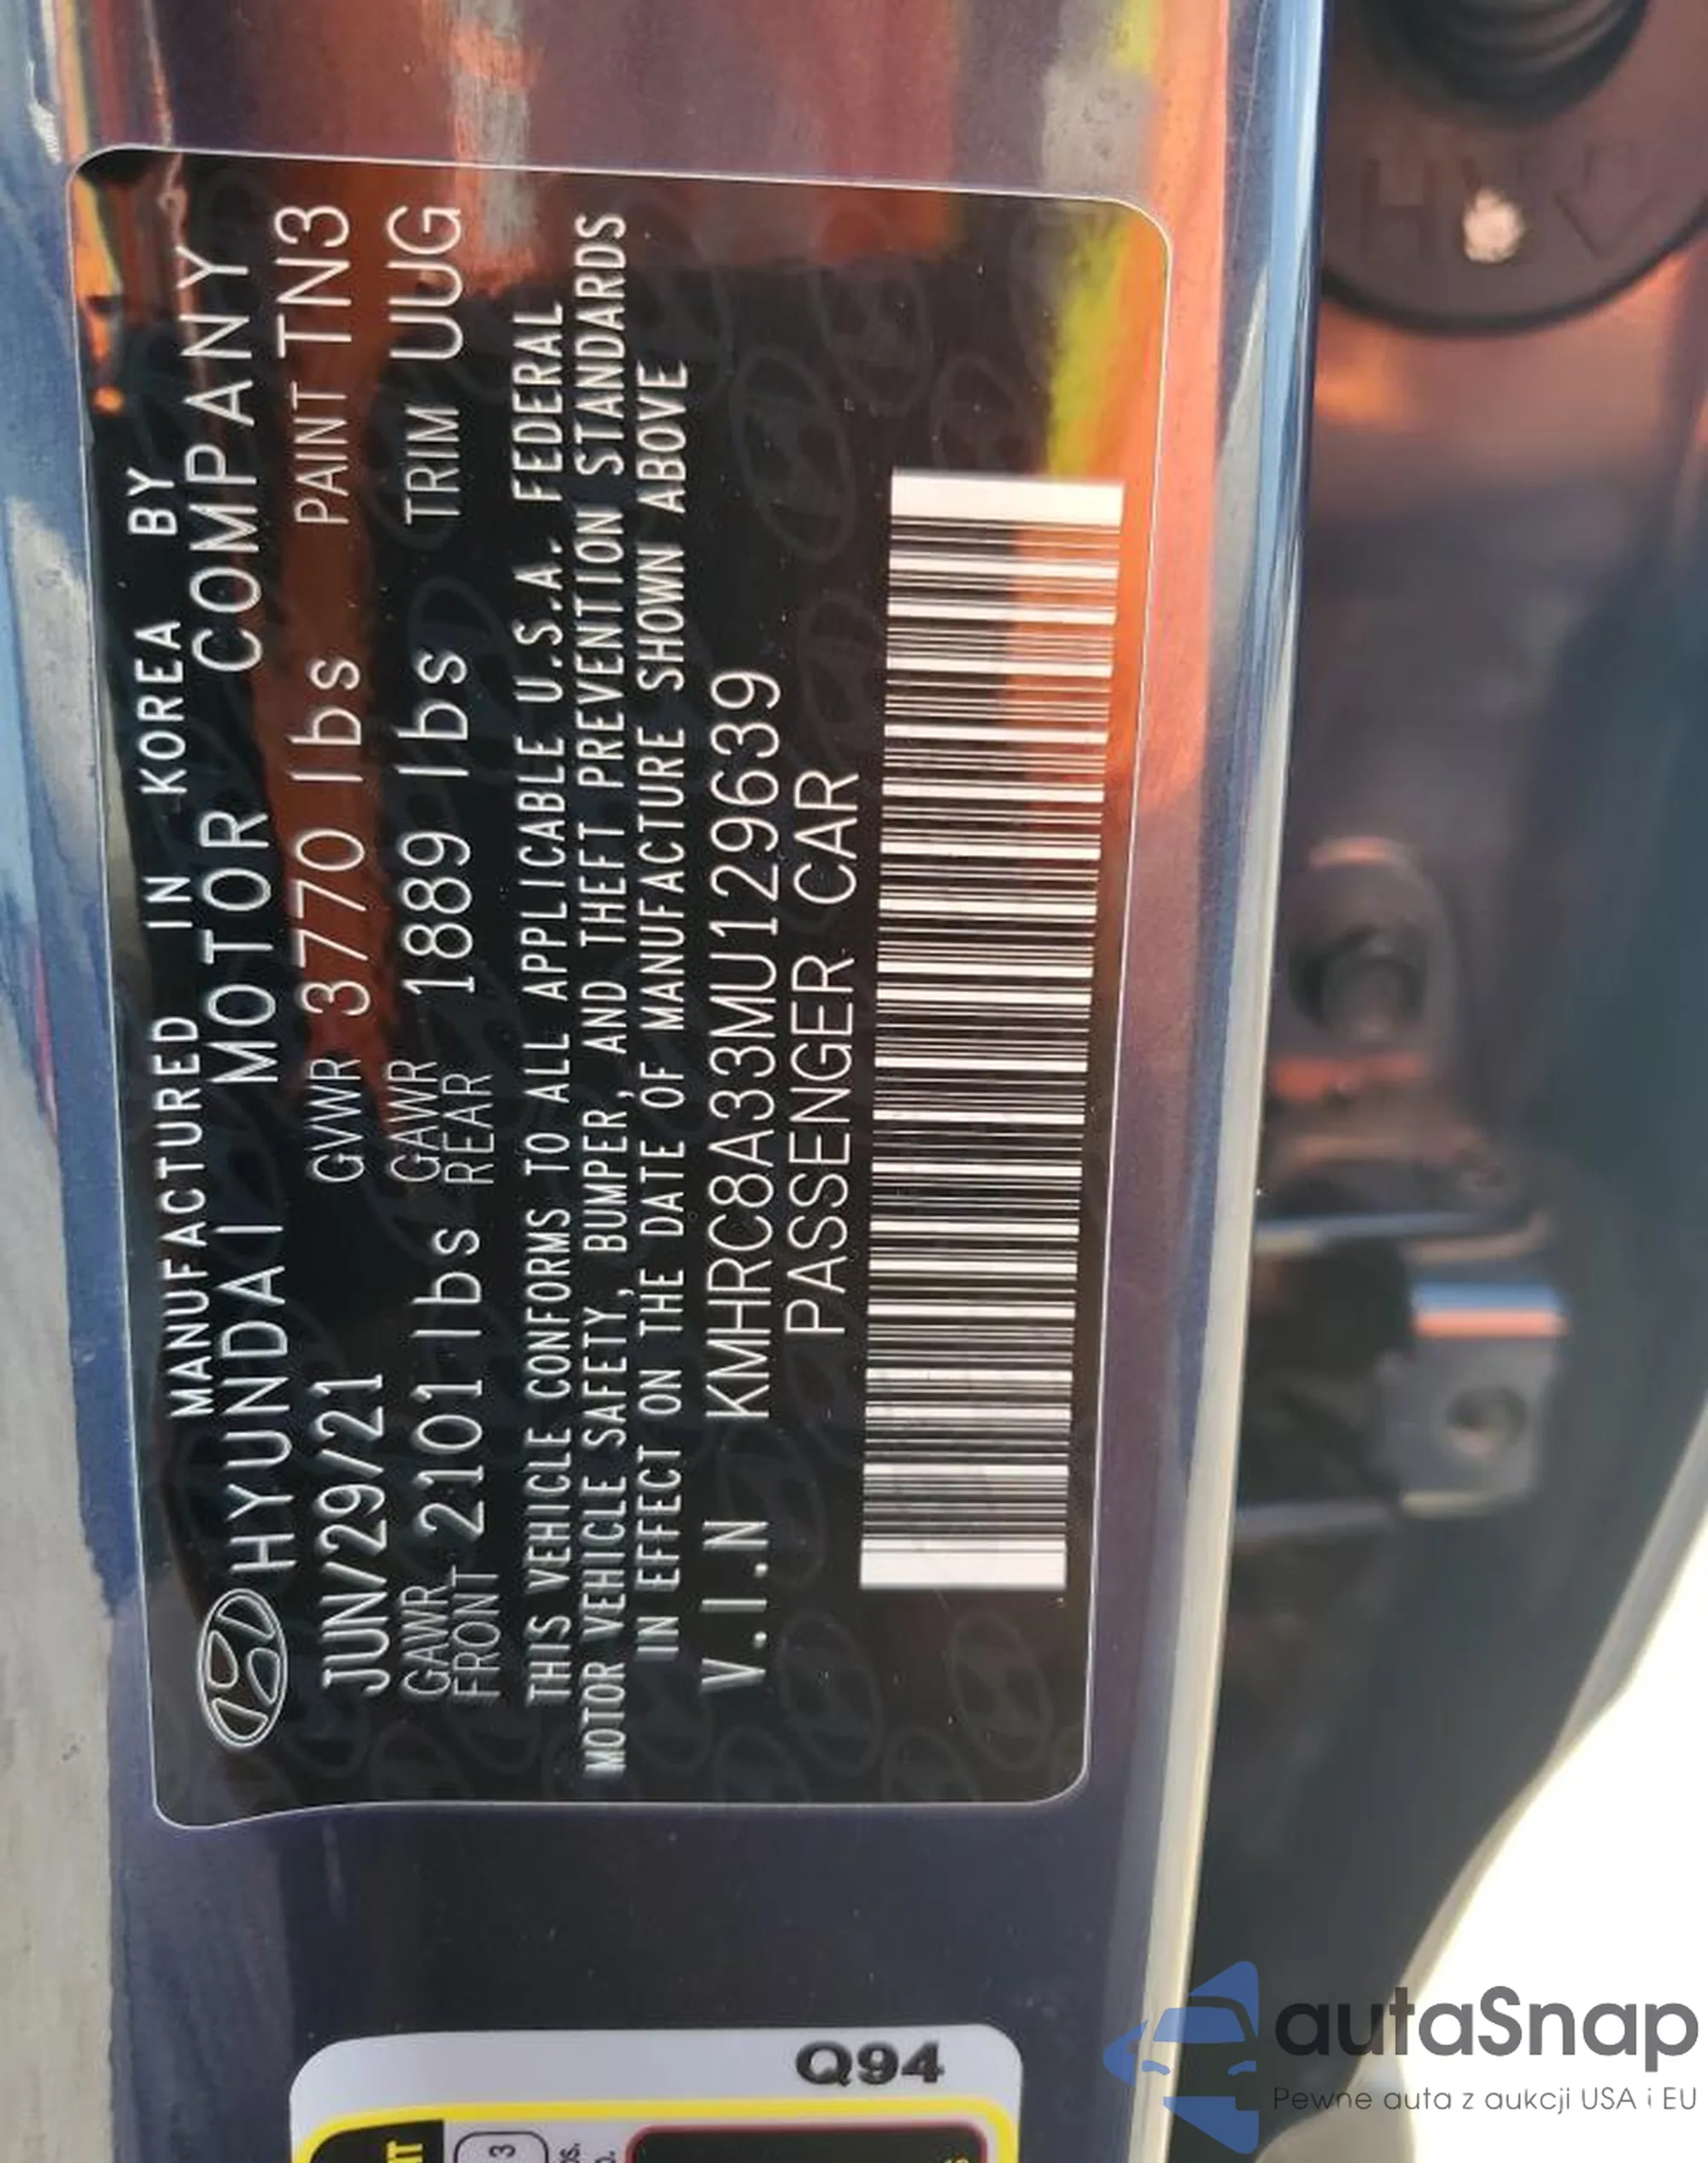 MANUFACTURED IN KOREA BY
HYUNDAI MOTOR COMPANY
JUN/29/21 GVWR 3770 lbs PAINT TN3
GAWR FRONT 2101 lbs GAWR REAR 1889 lbs TRIM UUG
THIS VEHICLE CONFORMS TO ALL APPLICABLE U.S.A. FEDERAL
MOTOR VEHICLE SAFETY, BUMPER, AND THEFT PREVENTION STANDARDS
IN EFFECT ON THE DATE OF MANUFACTURE SHOWN ABOVE
V.I.N KMHRC8A33MU129639
PASSENGER CAR
Q94
3
autaSnap
Pewne auta z aukcji USA i EU